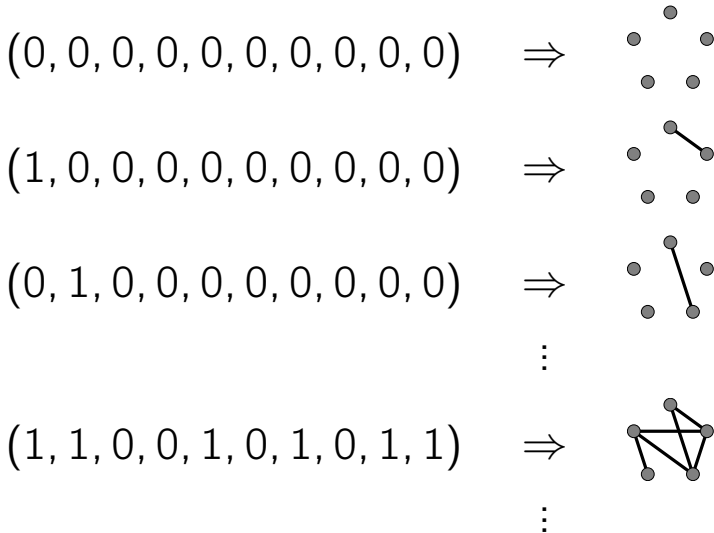 (0, 0, 0, 0, 0, 0, 0, 0, 0, 0) ⇒
(1, 0, 0, 0, 0, 0, 0, 0, 0, 0) ⇒
(0, 1, 0, 0, 0, 0, 0, 0, 0, 0) ⇒
⋮
(1, 1, 0, 0, 1, 0, 1, 0, 1, 1) ⇒
⋮